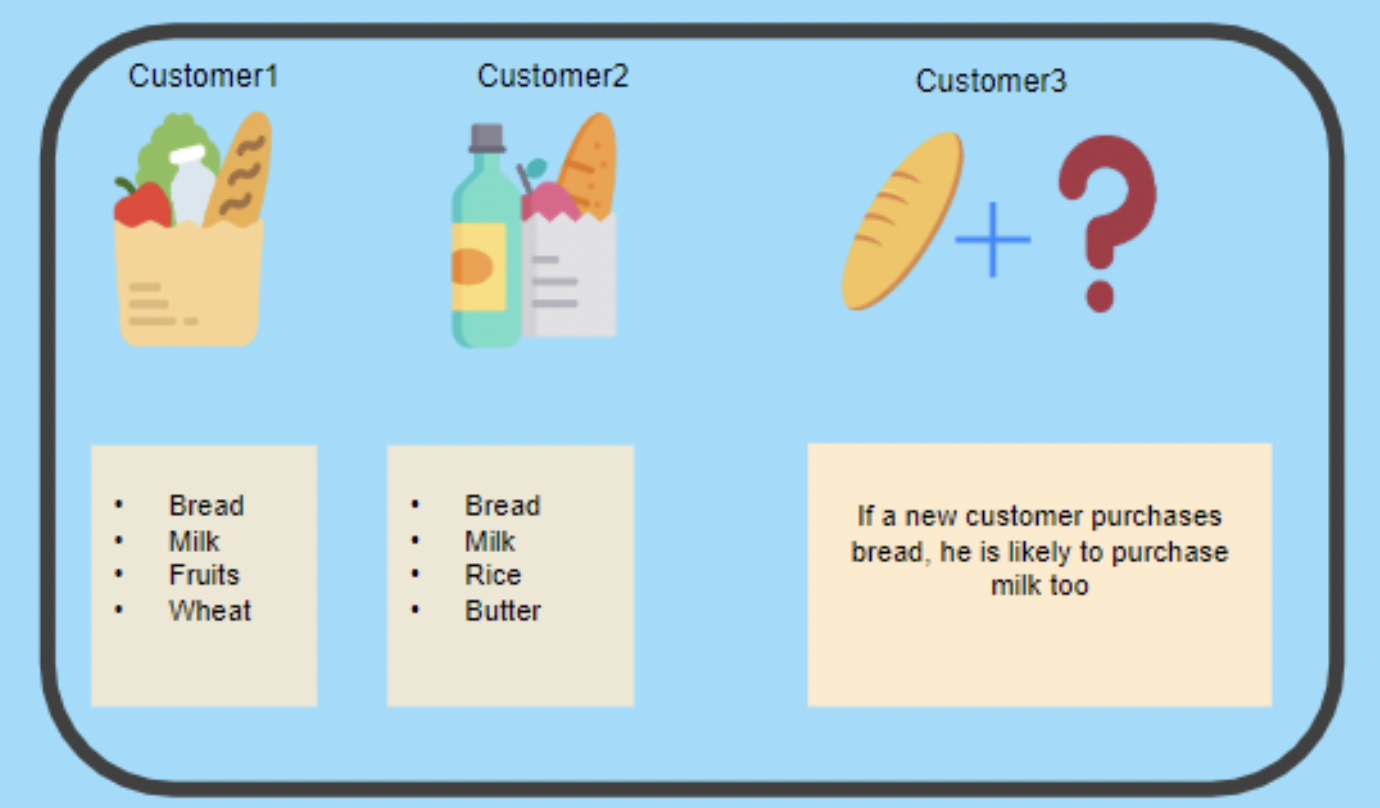 Customer1
Customer2
Customer3
• Bread
• Milk
• Fruits
• Wheat
• Bread
• Milk
• Rice
• Butter
If a new customer purchases
bread, he is likely to purchase
milk too